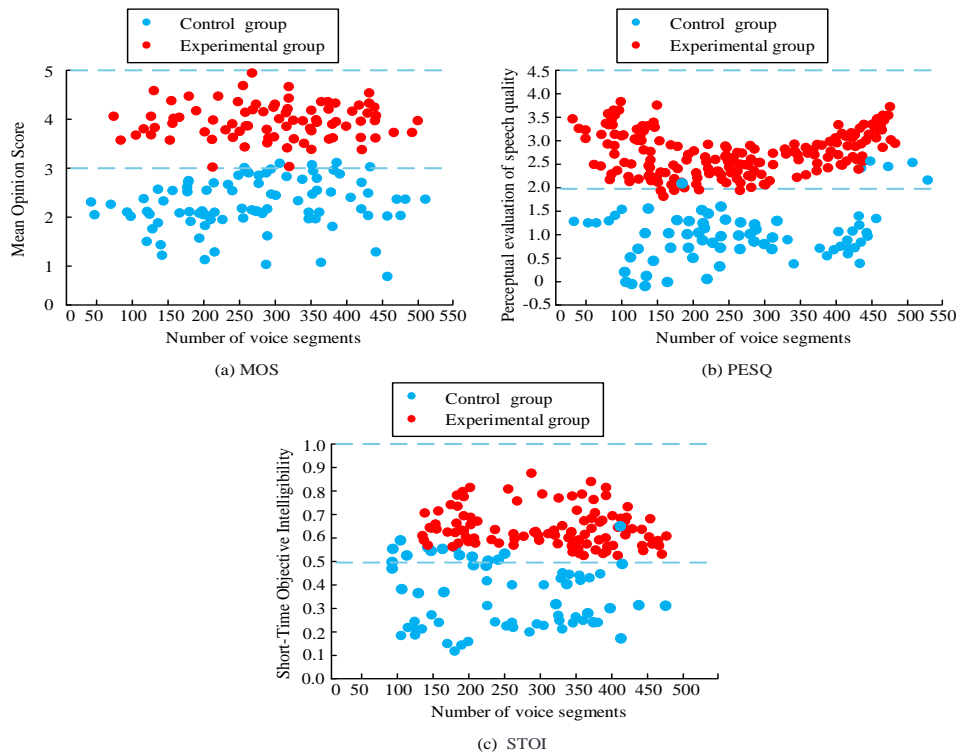 Control group
Experimental group
Mean Opinion Score
5
4
3
2
1
0
0 50 100 150 200 250 300 350 400 450 500 550
Number of voice segments
(a) MOS
Control group
Experimental group
Perceptual evaluation of speech quality
4.5
4.0
3.5
3.0
2.5
2.0
1.5
1.0
0.5
0
-0.5
0 50 100 150 200 250 300 350 400 450 500 550
Number of voice segments
(b) PESQ
Control group
Experimental group
Short-Time Objective Intelligibility
1.0
0.9
0.8
0.7
0.6
0.5
0.4
0.3
0.2
0.1
0.0
0 50 100 150 200 250 300 350 400 450 500
Number of voice segments
(c) STOI